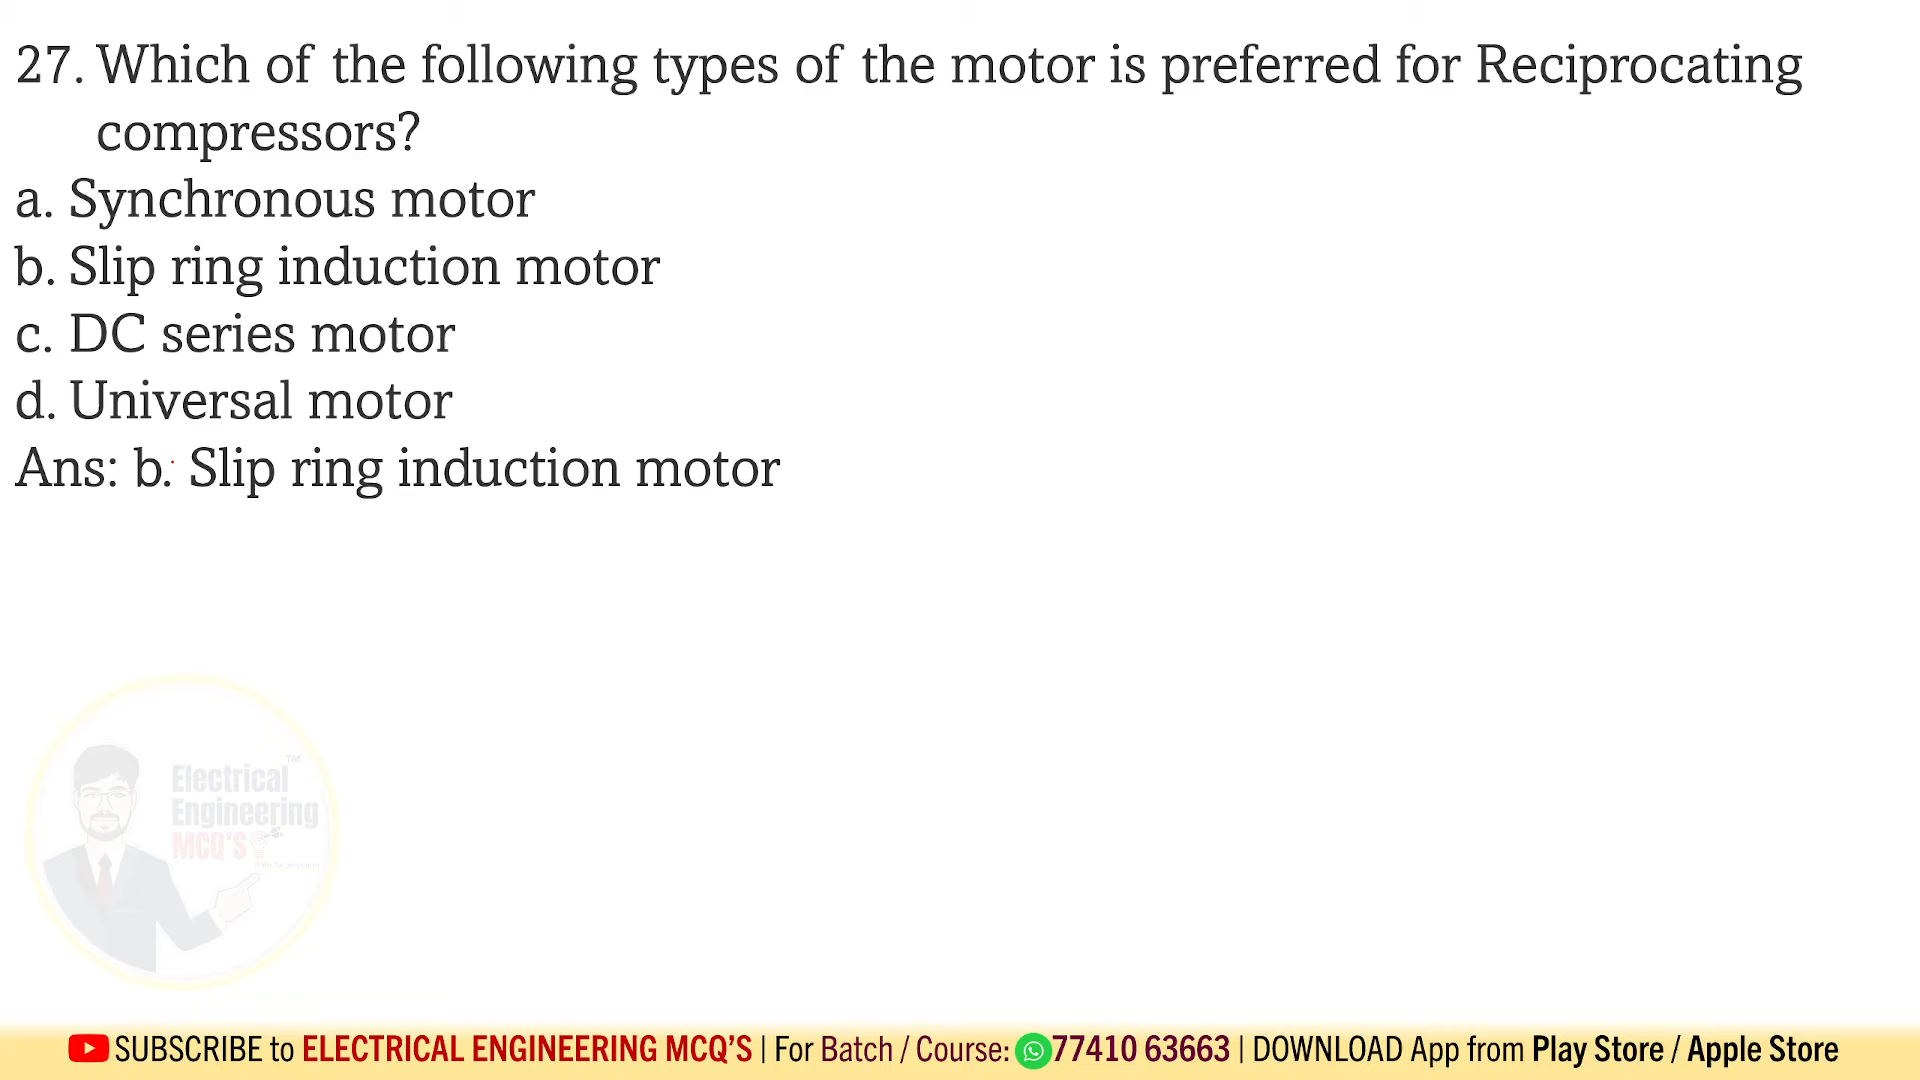 27. Which of the following types of the motor is preferred for Reciprocating
compressors?
a. Synchronous motor
b. Slip ring induction motor
c. DC series motor
d. Universal motor
Ans: b. Slip ring induction motor
Electrical
Engineering
MCQ'S
TM
SUBSCRIBE to ELECTRICAL ENGINEERING MCQ'S | For Batch / Course: 77410 63663 | DOWNLOAD App from Play Store / Apple Store